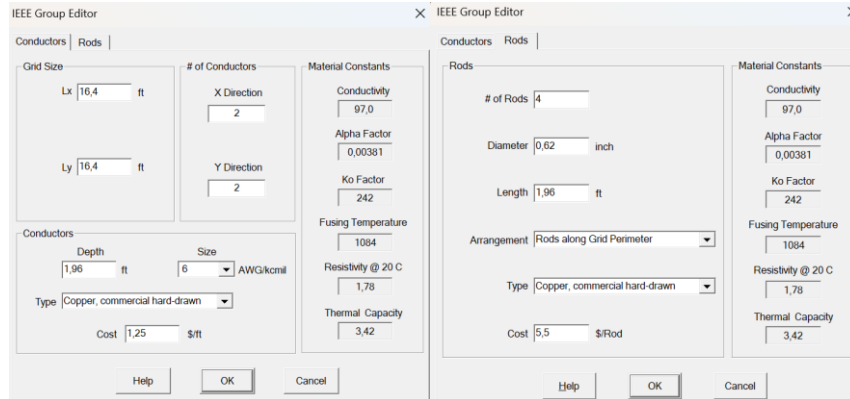 IEEE Group Editor
Conductors Rods
Grid Size
Lx 16,4 ft
Ly 16,4 ft
# of Conductors
X Direction
2
Y Direction
2
Conductors
Depth Size
1,96 ft 6 AWG/kcmil
Type Copper, commercial hard-drawn
Cost 1,25 $/ft
Material Constants
Conductivity
97,0
Alpha Factor
0,00381
Ko Factor
242
Fusing Temperature
1084
Resistivity @ 20 C
1,78
Thermal Capacity
3,42
Help OK Cancel
IEEE Group Editor
Conductors Rods
Rods
# of Rods 4
Diameter 0,62 inch
Length 1,96 ft
Arrangement Rods along Grid Perimeter
Type Copper, commercial hard-drawn
Cost 5,5 $/Rod
Material Constants
Conductivity
97,0
Alpha Factor
0,00381
Ko Factor
242
Fusing Temperature
1084
Resistivity @ 20 C
1,78
Thermal Capacity
3,42
Help OK Cancel